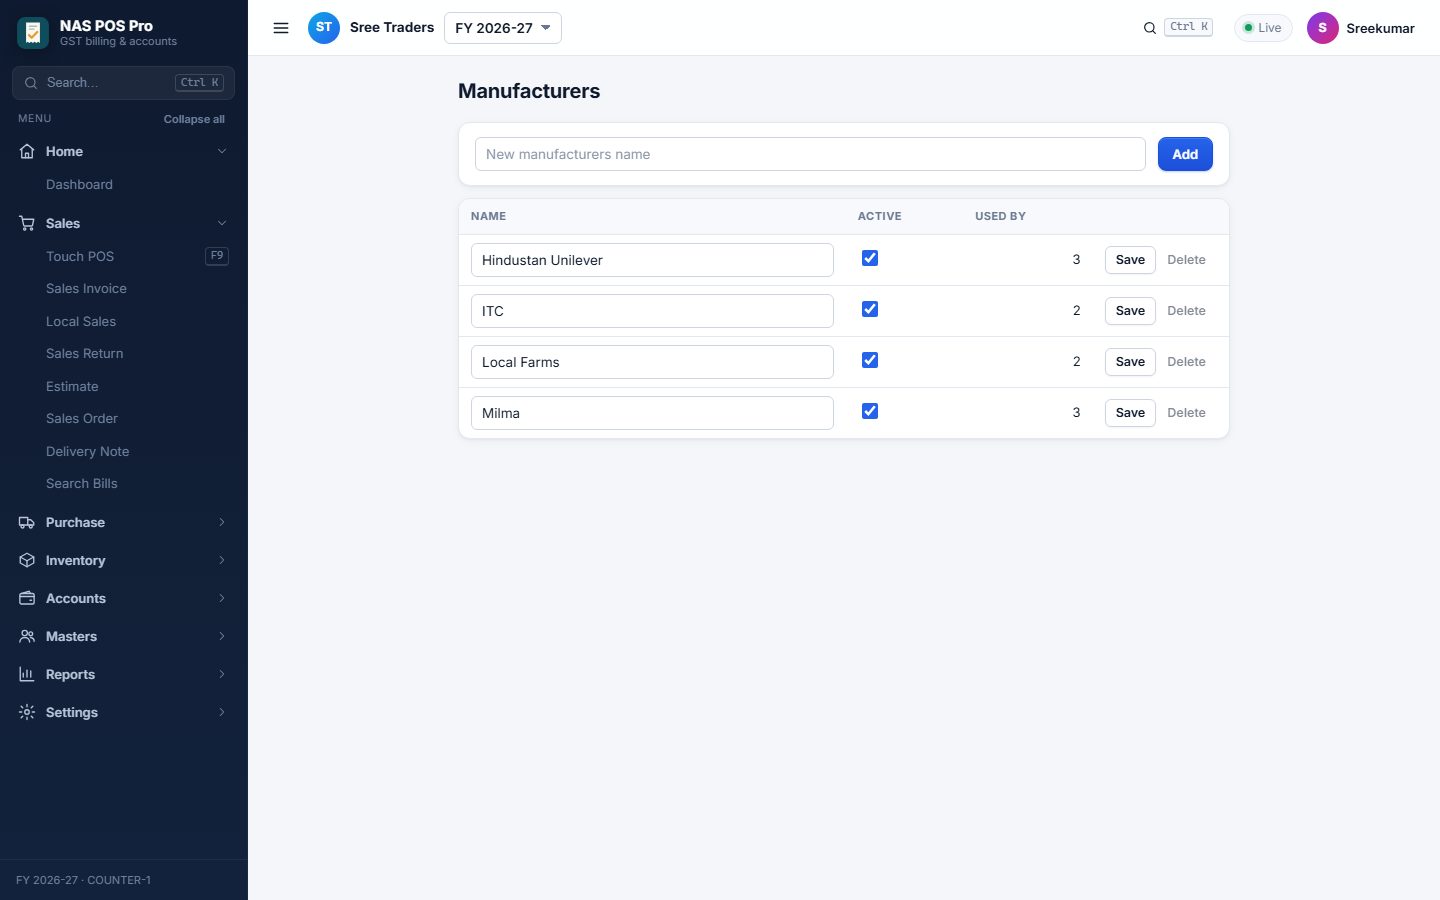 NAS POS Pro
GST billing & accounts
Search...
Ctrl K
MENU
Collapse all
Home
Dashboard
Sales
Touch POS
F9
Sales Invoice
Local Sales
Sales Return
Estimate
Sales Order
Delivery Note
Search Bills
Purchase
Inventory
Accounts
Masters
Reports
Settings
FY 2026-27 · COUNTER-1
ST
Sree Traders
FY 2026-27
Ctrl K
Live
S
Sreekumar
Manufacturers
New manufacturers name
Add
NAME ACTIVE USED BY
Hindustan Unilever 3 Save Delete
ITC 2 Save Delete
Local Farms 2 Save Delete
Milma 3 Save Delete